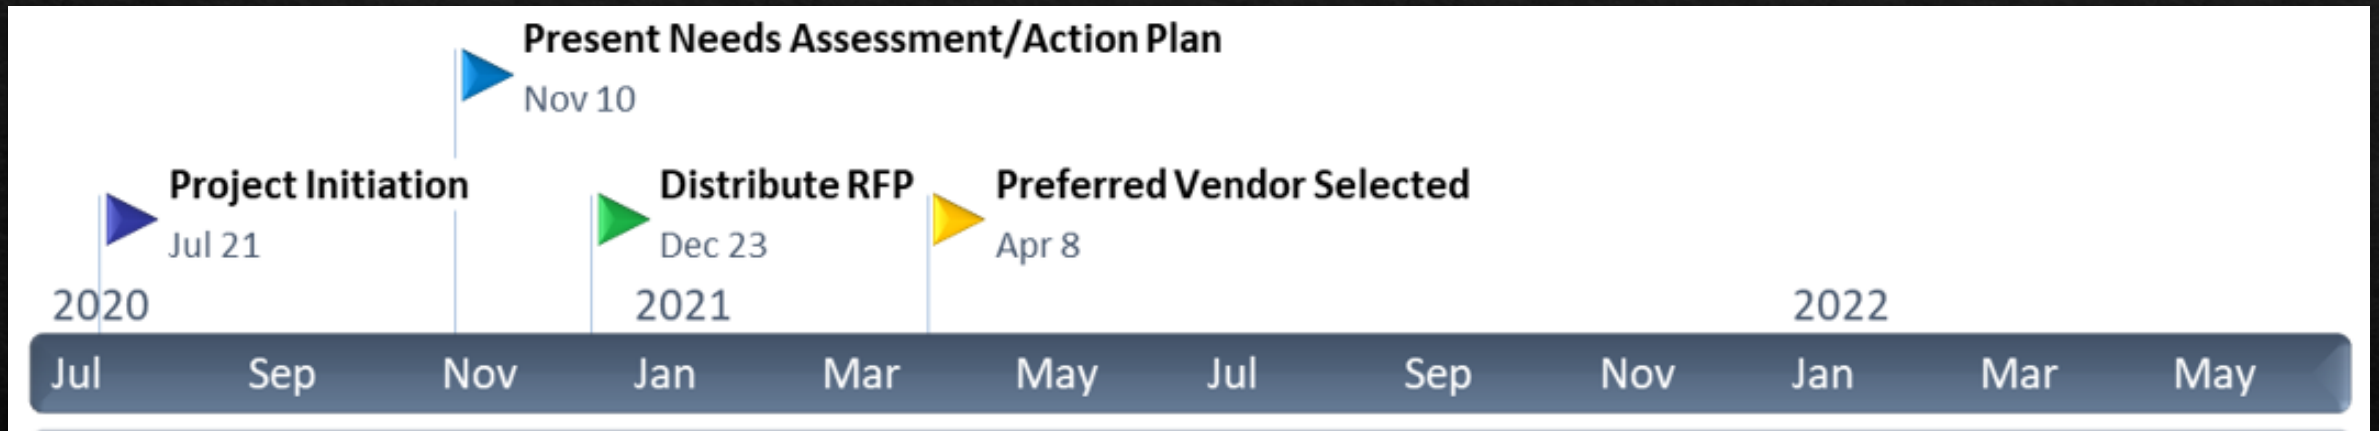 Present Needs Assessment/Action Plan
Nov 10
Project Initiation
Jul 21
Distribute RFP
Dec 23
Preferred Vendor Selected
Apr 8
2020 2021 2022
Jul Sep Nov Jan Mar May Jul Sep Nov Jan Mar May